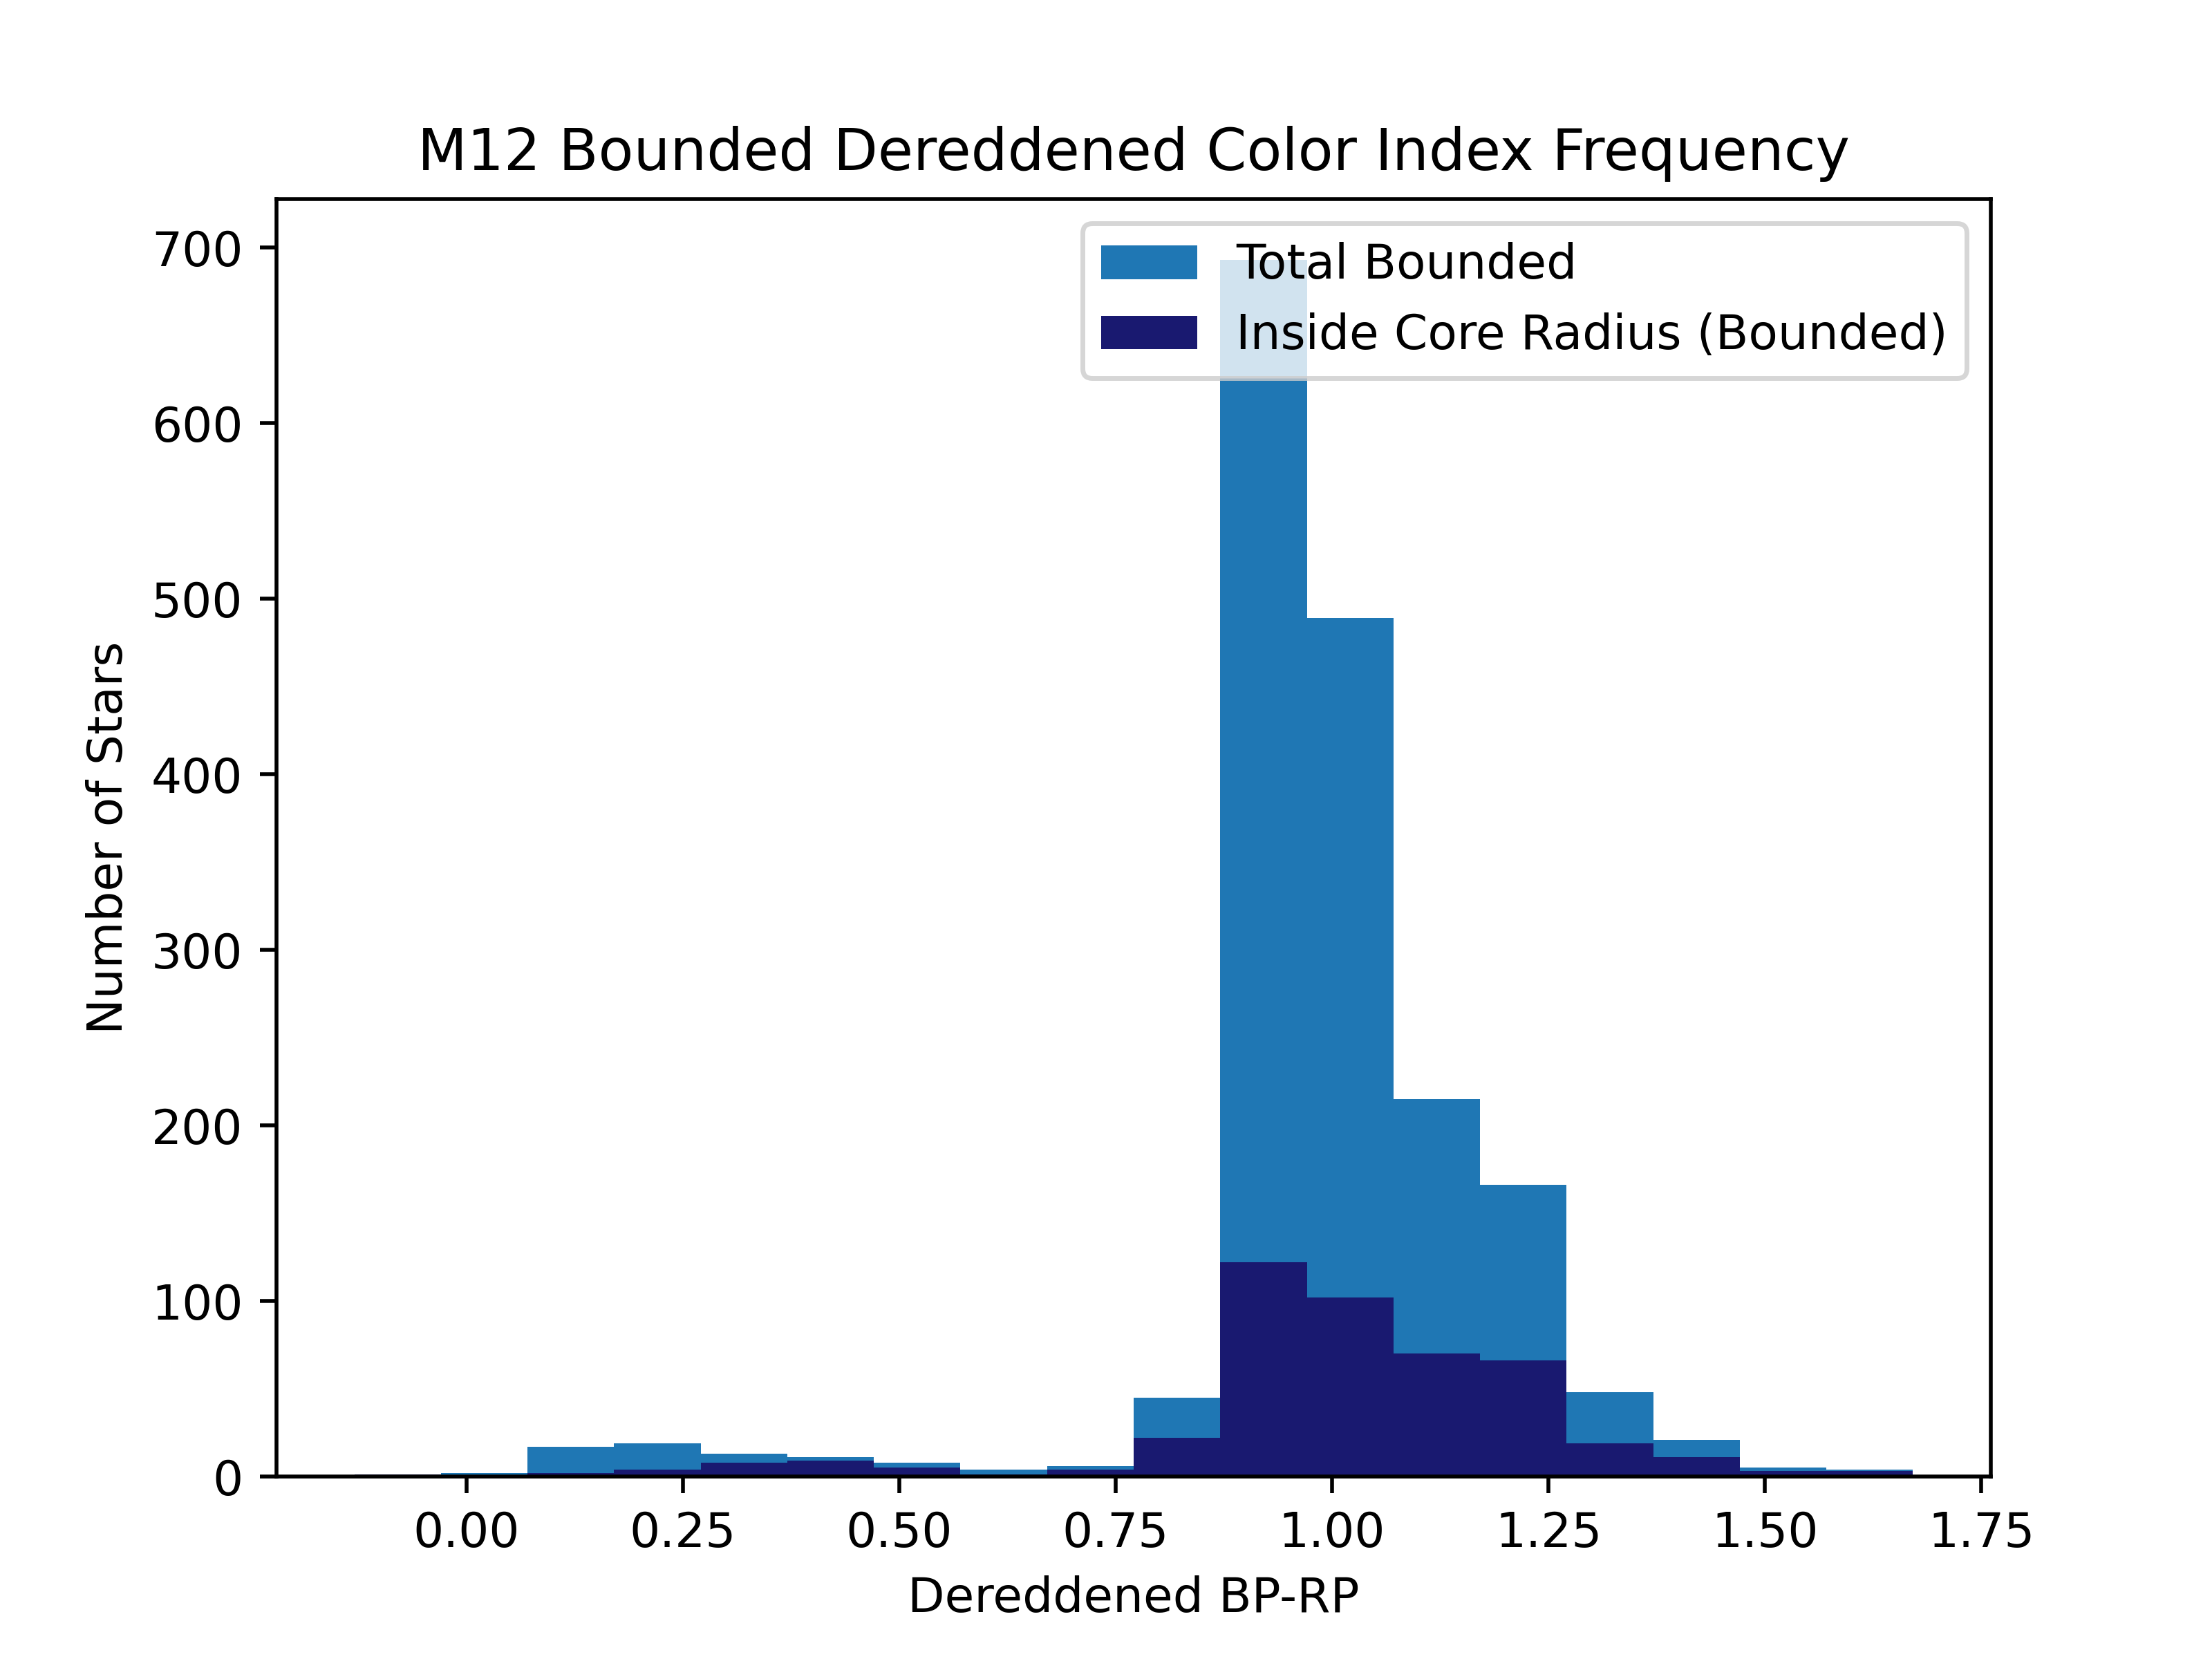 M12 Bounded Dereddened Color Index Frequency
Total Bounded
Inside Core Radius (Bounded)
Number of Stars
700
600
500
400
300
200
100
0
0.00 0.25 0.50 0.75 1.00 1.25 1.50 1.75
Dereddened BP-RP